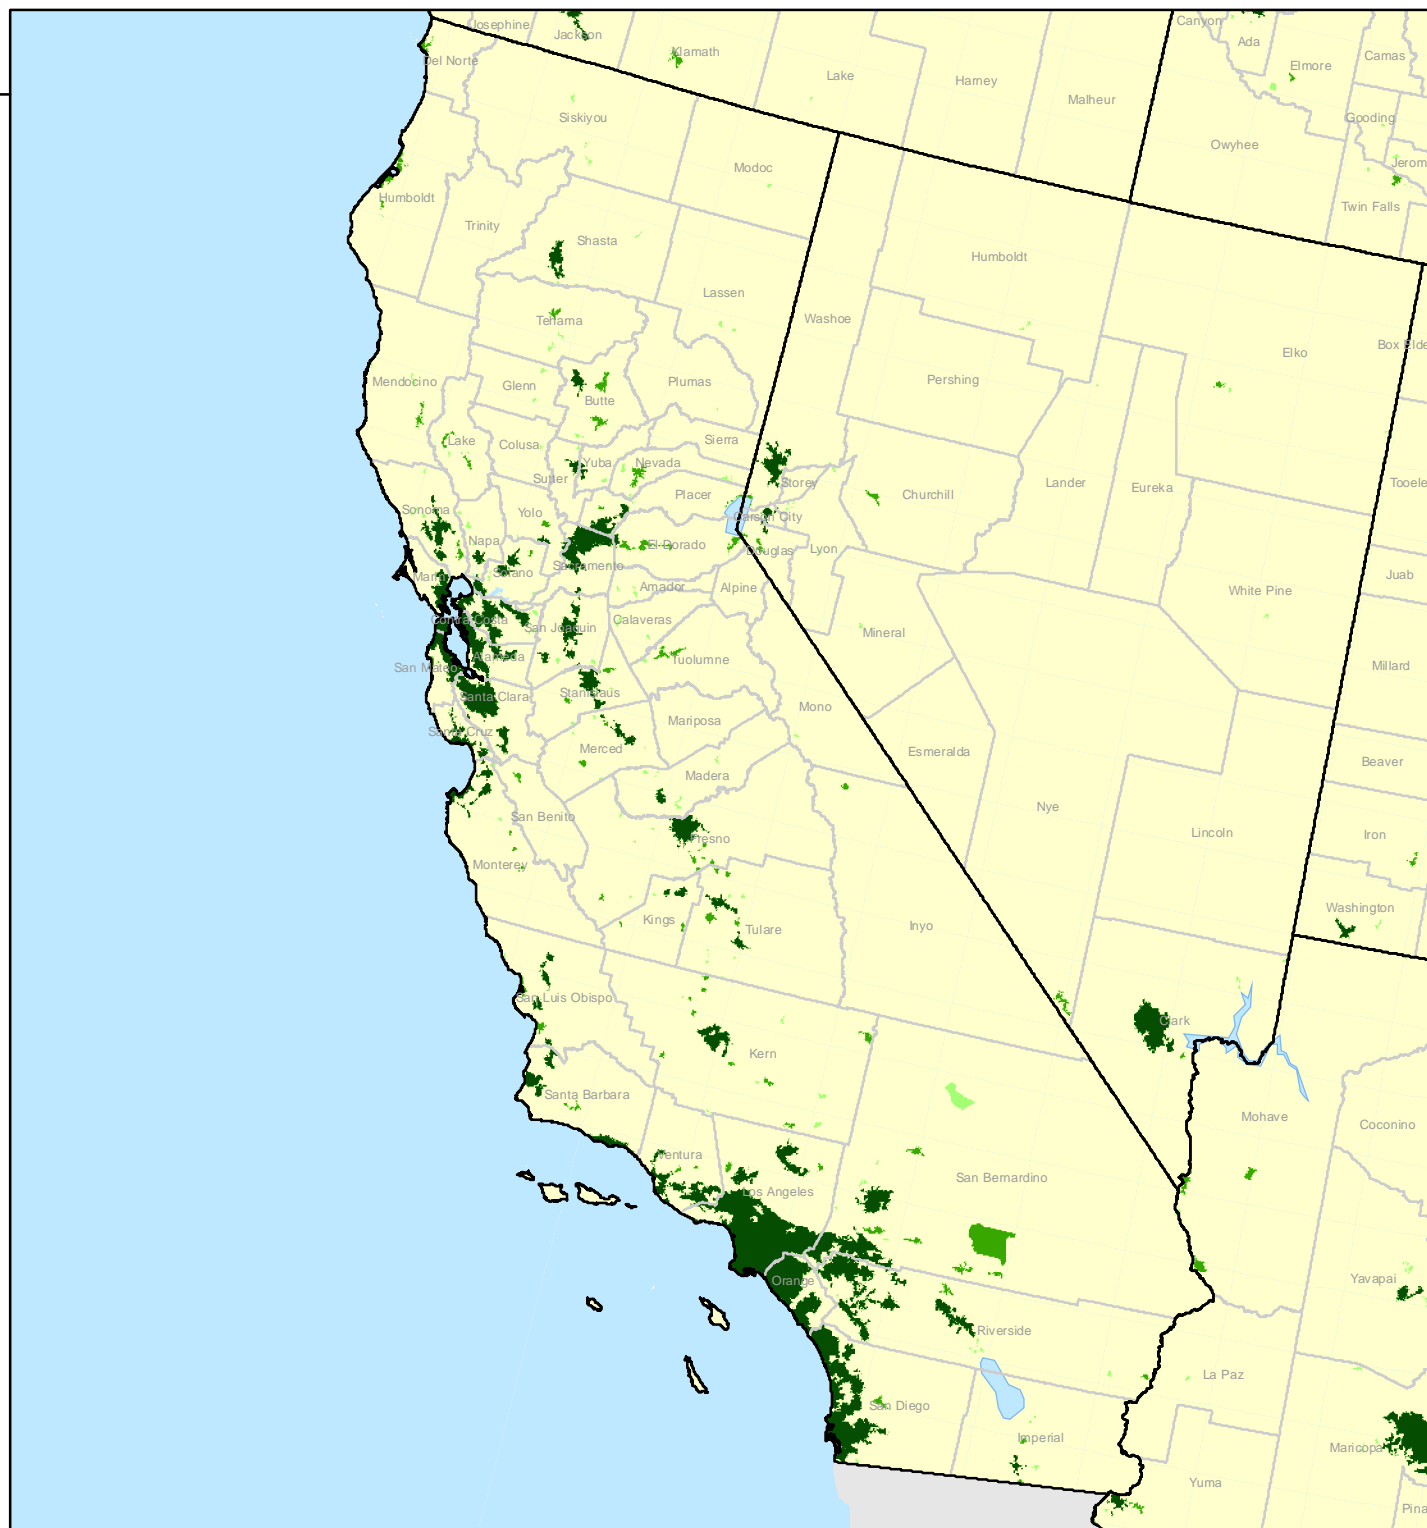 Josephine
Jackson
Klamath
Lake
Harney
Malheur
Canyon
Ada
Elmore
Camas
Gooding
Jerom
Owyhee
Twin Falls
Del Norte
Siskiyou
Modoc
Humboldt
Trinity
Shasta
Lassen
Washoe
Humboldt
Elko
Box Elde
Tehama
Plumas
Pershing
Mendocino
Glenn
Butte
Lake
Colusa
Sierra
Yuba
Nevada
Sutter
Storey
Placer
Churchill
Lander
Eureka
Tooele
Sonoma
Yolo
Carson City
Napa
El Dorado
Douglas
Lyon
Marin
Solano
Sacramento
Amador
Alpine
White Pine
Juab
Contra Costa
San Joaquin
Calaveras
Mineral
San Mateo
Alameda
Tuolumne
Millard
Santa Clara
Stanislaus
Mono
Mariposa
Santa Cruz
Merced
Esmeralda
Beaver
Madera
Nye
San Benito
Lincoln
Iron
Fresno
Monterey
Kings
Tulare
Inyo
Washington
San Luis Obispo
Clark
Kern
Santa Barbara
Mohave
Coconino
Ventura
Los Angeles
San Bernardino
Orange
Yavapai
Riverside
La Paz
San Diego
Imperial
Maricopa
Yuma
Pina